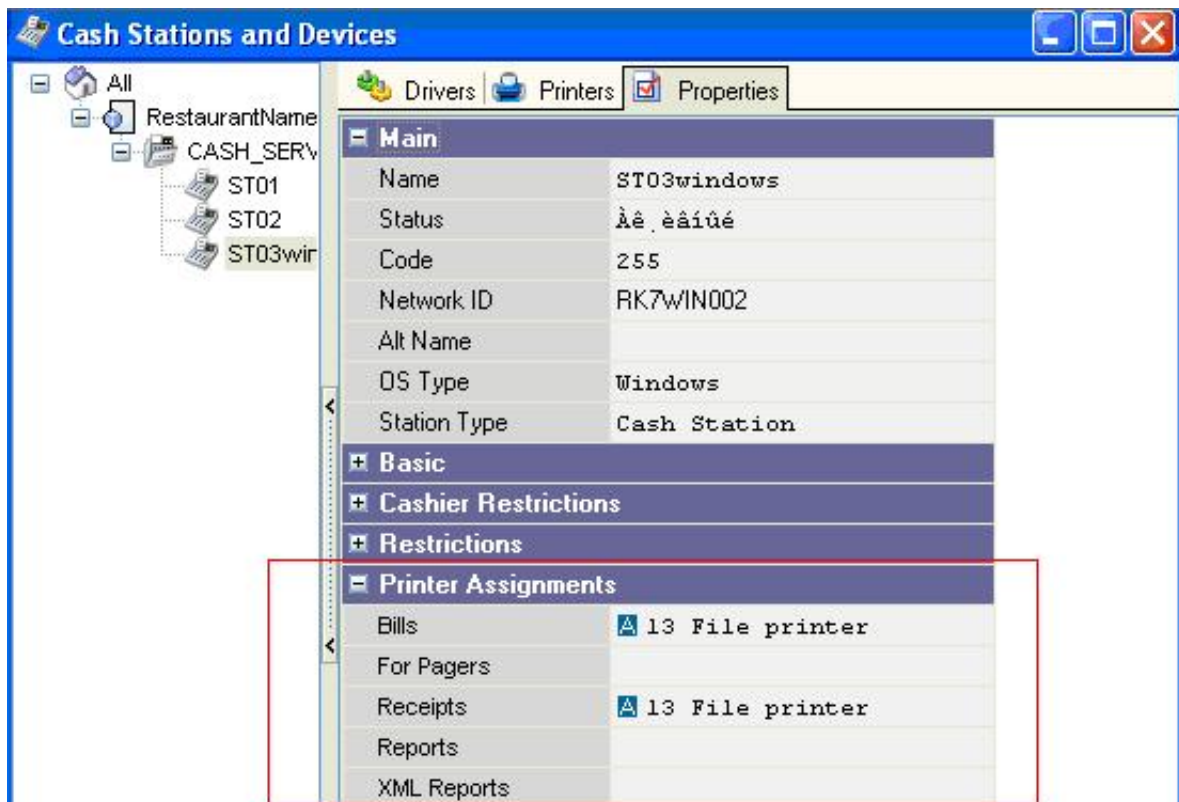 Cash Stations and Devices
All
RestaurantName
CASH_SERV
ST01
ST02
ST03wir
Drivers Printers Properties
Main
Name ST03windows
Status Àê¸èâíûé
Code 255
Network ID RK7WIN002
Alt Name
OS Type Windows
Station Type Cash Station
Basic
Cashier Restrictions
Restrictions
Printer Assignments
Bills A 13 File printer
For Pagers
Receipts A 13 File printer
Reports
XML Reports